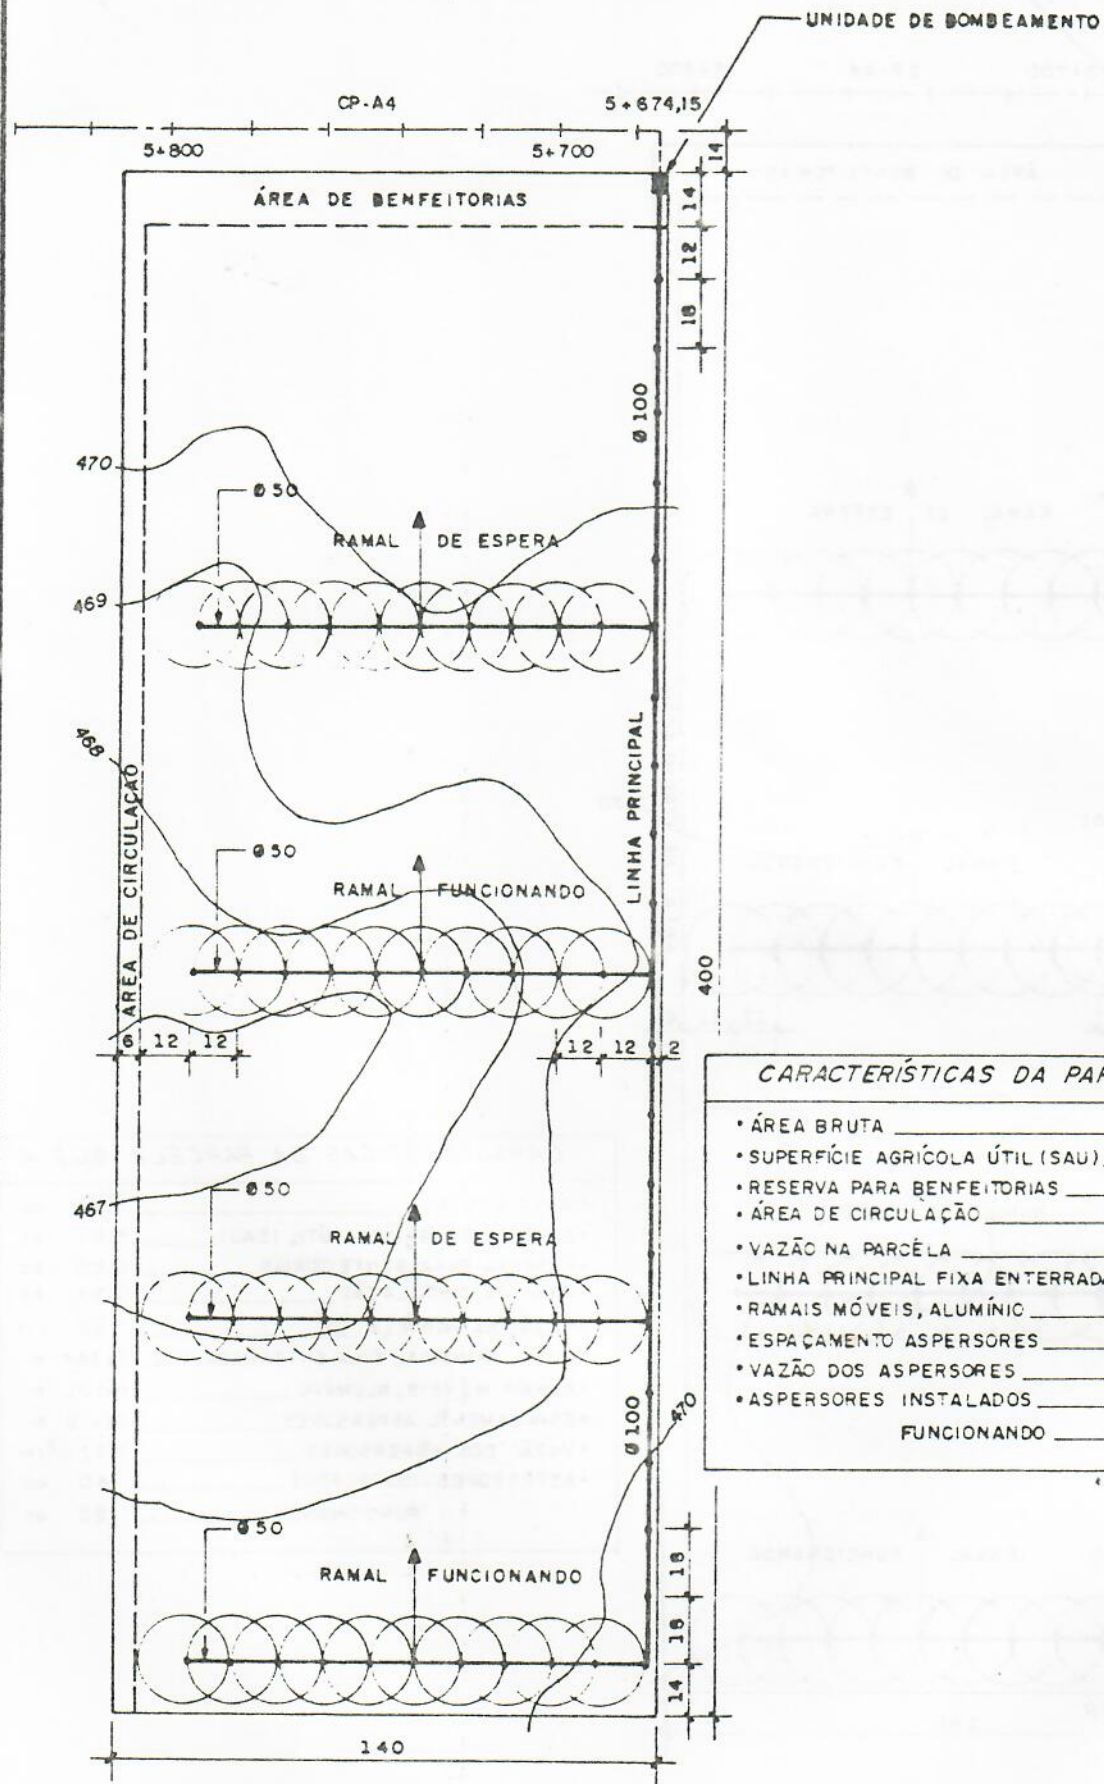 UNIDADE DE BOMBEAMENTO
CP-A4
5+674,15
5+800
5+700
14
ÁREA DE BENFEITORIAS
14
12
18
Ø 100
470
Ø 50
RAMAL DE ESPERA
469
468
LINHA PRINCIPAL
ÁREA DE CIRCULAÇÃO
Ø 50
RAMAL FUNCIONANDO
400
6 12 12
12 12 2
CARACTERÍSTICAS DA PAR
• ÁREA BRUTA
• SUPERFÍCIE AGRÍCOLA ÚTIL (SAU)
• RESERVA PARA BENFEITORIAS
• ÁREA DE CIRCULAÇÃO
• VAZÃO NA PARCÉLA
• LINHA PRINCIPAL FIXA ENTERRAD
• RAMAIS MÓVEIS, ALUMÍNIO
• ESPAÇAMENTO ASPERSORES
• VAZÃO DOS ASPERSORES
• ASPERSORES INSTALADOS
FUNCIONANDO
467
Ø 50
RAMAL DE ESPERA
Ø 100
470
Ø 50
RAMAL FUNCIONANDO
18
18
14
140